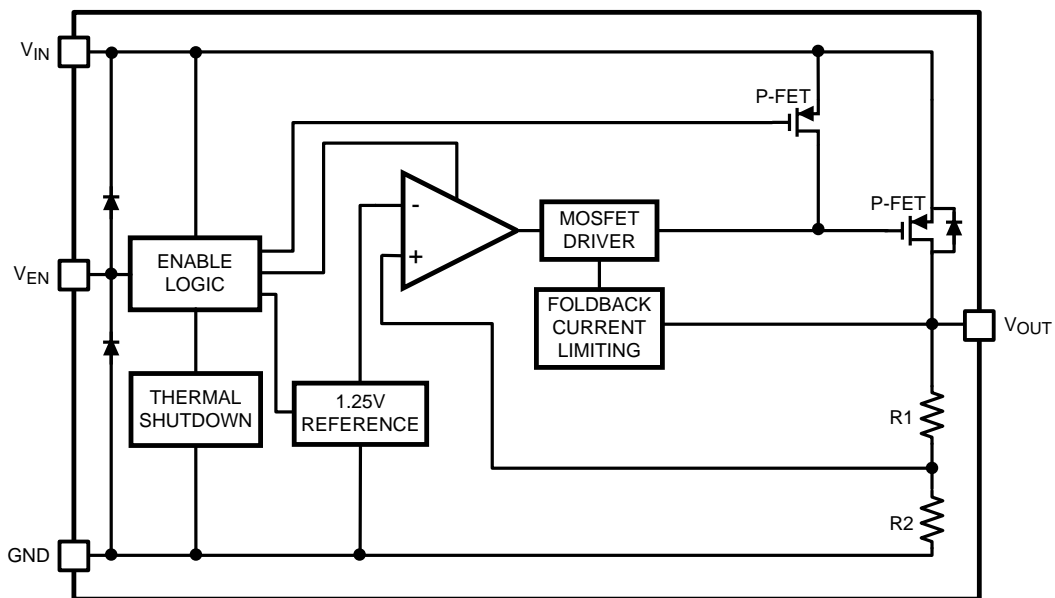 VIN
P-FET
P-FET
-
+
MOSFET
DRIVER
VEN
ENABLE
LOGIC
FOLDBACK
CURRENT
LIMITING
VOUT
THERMAL
SHUTDOWN
1.25V
REFERENCE
R1
R2
GND